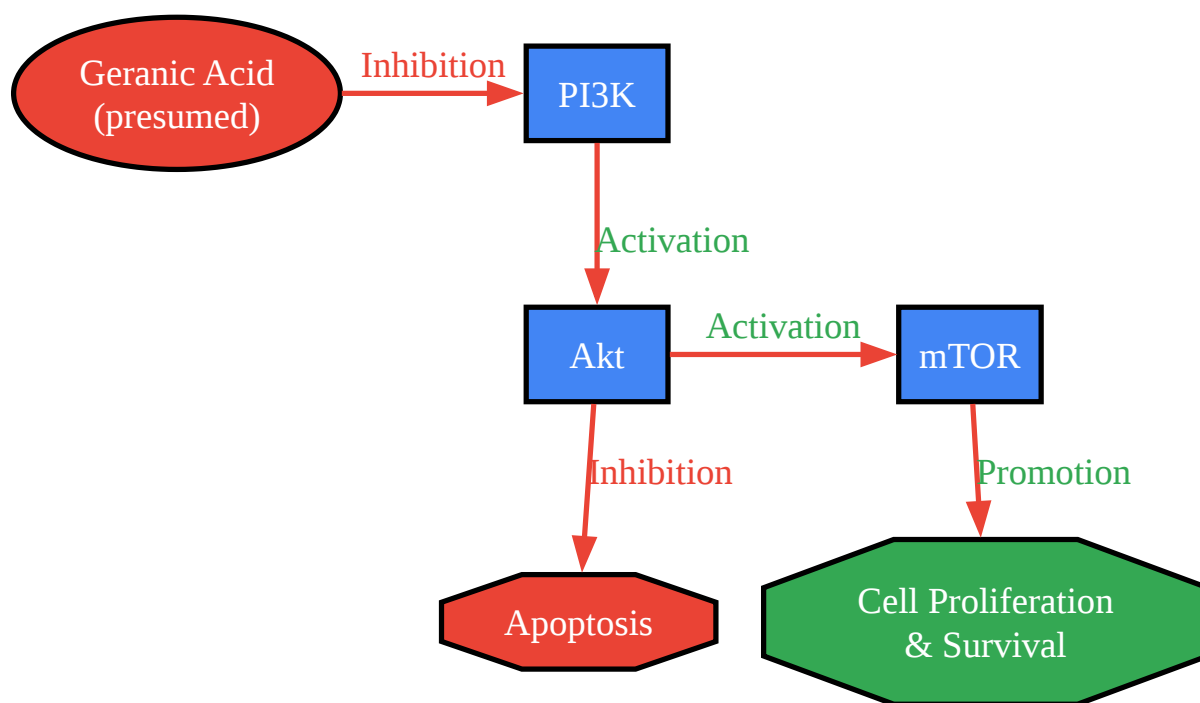 Geranic Acid
(presumed)
Inhibition
PI3K
Activation
Akt
Activation
mTOR
Inhibition
Promotion
Apoptosis
Cell Proliferation
& Survival